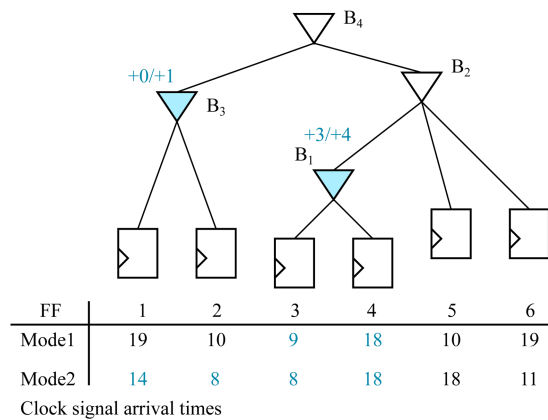 B4
+0/+1
B2
B3
+3/+4
B1
FF 1 2 3 4 5 6
Mode1 19 10 9 18 10 19
Mode2 14 8 8 18 18 11
Clock signal arrival times